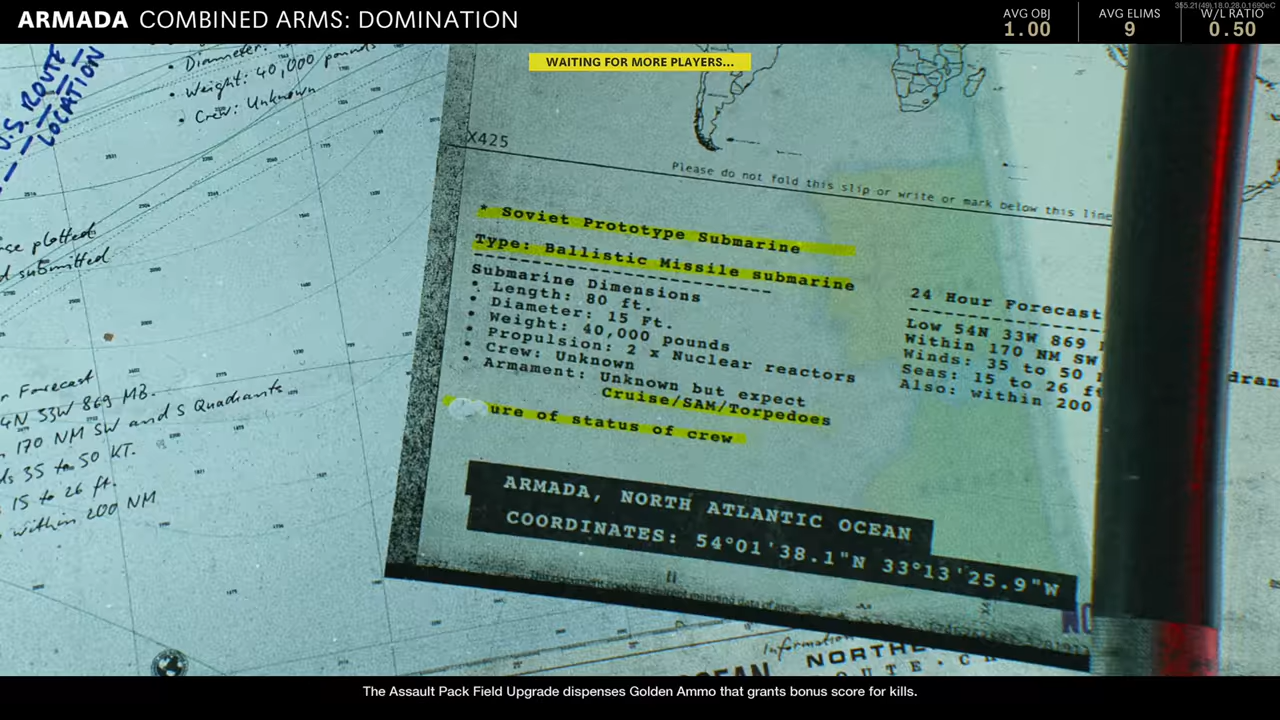 ARMADA COMBINED ARMS: DOMINATION
AVG OBJ
1.00
AVG ELIMS
9
W/L RATIO
0.50
WAITING FOR MORE PLAYERS...
U.S. ROUTE
LOCATION
• Weight: 40,000 pounds
• Crew: Unknown
plotted
submitted
Forecast
4N 33W 869 MB.
170 NM SW and S Quadrants
35 to 50 KT.
15 to 26 ft.
within 200 NM
X425
Please do not fold this slip or write or mark below this line
* Soviet Prototype Submarine
Type: Ballistic Missile submarine
Submarine Dimensions
• Length: 80 ft.
• Diameter: 15 Ft.
• Weight: 40,000 pounds
• Propulsion: 2 x Nuclear reactors
• Crew: Unknown
• Armament: Unknown but expect
Cruise/SAM/Torpedoes
ure of status of crew
24 Hour Forecast
Low 54N 33W 869
Within 170 NM SW
Winds: 35 to 50
Seas: 15 to 26 ft
Also: within 200
ARMADA, NORTH ATLANTIC OCEAN
COORDINATES: 54°01'38.1"N 33°13'25.9"W
Information
The Assault Pack Field Upgrade dispenses Golden Ammo that grants bonus score for kills.